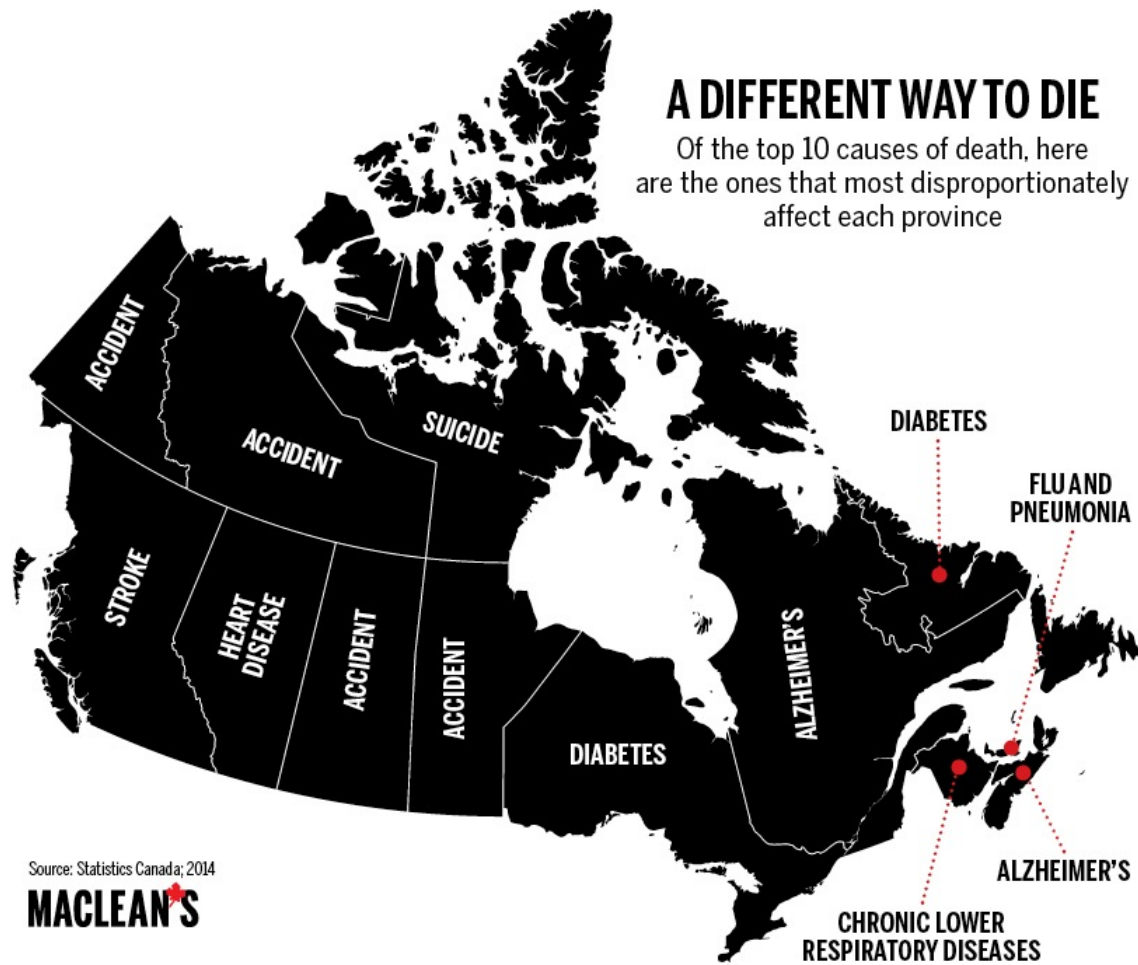 A DIFFERENT WAY TO DIE
Of the top 10 causes of death, here
are the ones that most disproportionately
affect each province
ACCIDENT
ACCIDENT
SUICIDE
STROKE
HEART
DISEASE
ACCIDENT
ACCIDENT
DIABETES
ALZHEIMER'S
DIABETES
FLU AND
PNEUMONIA
ALZHEIMER'S
CHRONIC LOWER
RESPIRATORY DISEASES
Source: Statistics Canada; 2014
MACLEAN'S